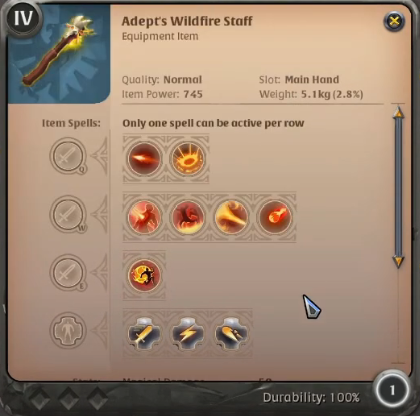 IV
Adept's Wildfire Staff
Equipment Item
Quality: Normal Slot: Main Hand
Item Power: 745 Weight: 5.1kg (2.8%)
Item Spells: Only one spell can be active per row
Q
W
Durability: 100%
1